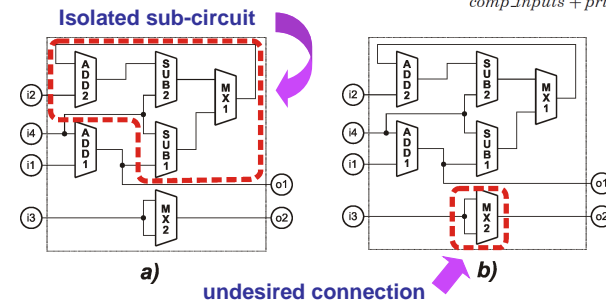 comp_inputs + pri
Isolated sub-circuit
ADD2
SUB2
MX1
i2
i4
ADD1
SUB1
i1
o1
i3
MX2
o2
a)
ADD2
SUB2
MX1
i2
i4
ADD1
SUB1
i1
o1
i3
MX2
o2
b)
undesired connection